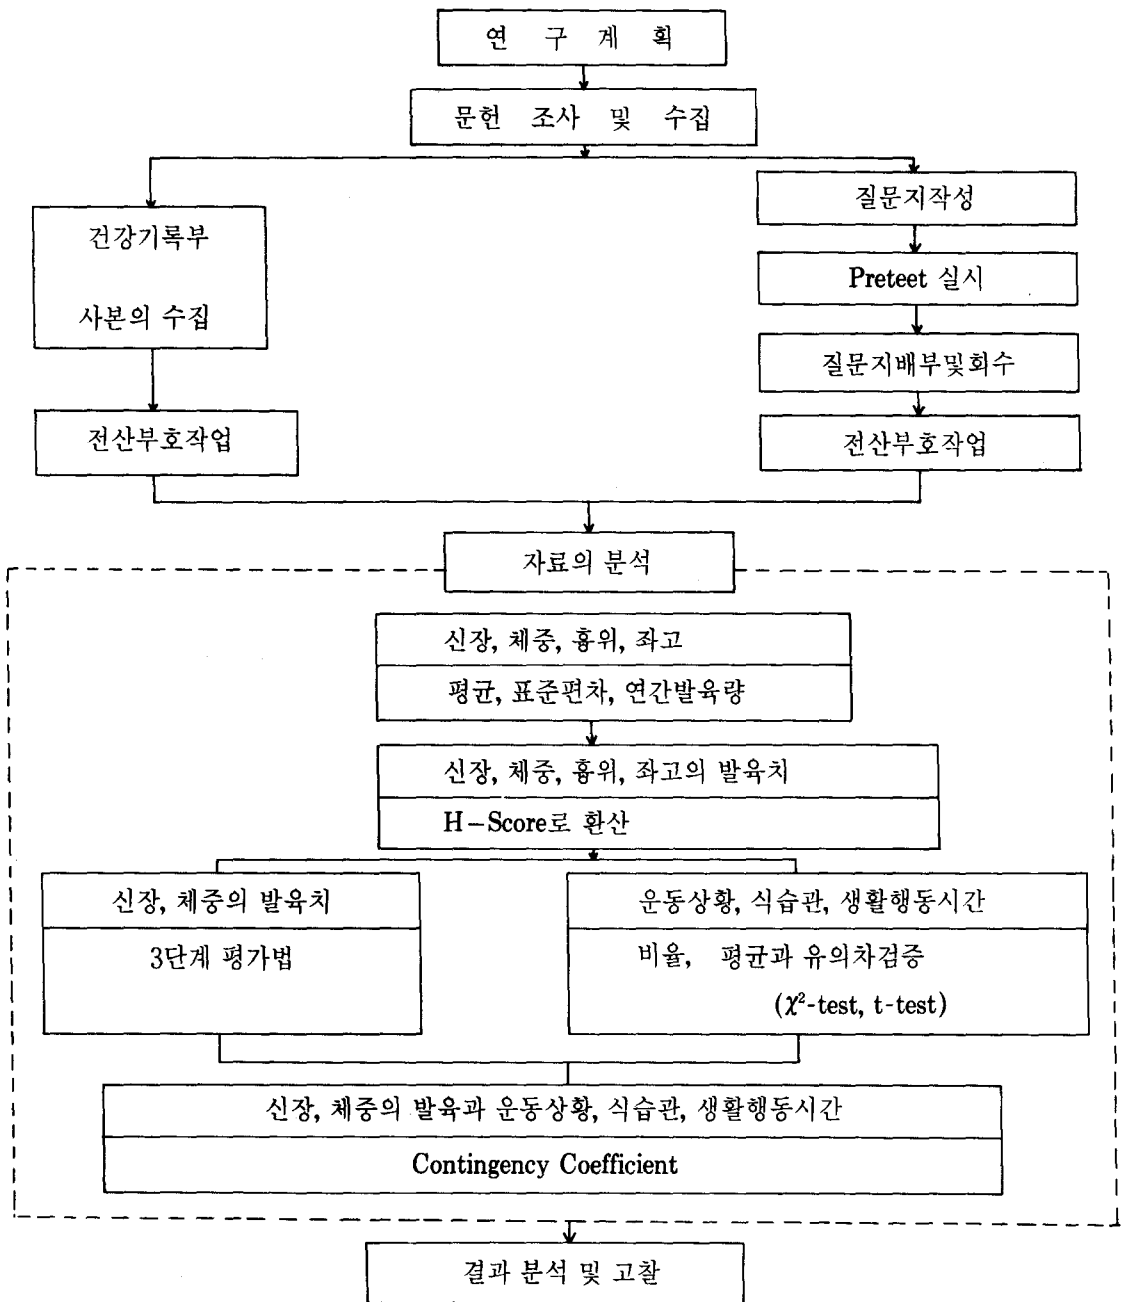 연 구 계 획
문헌 조사 및 수집
건강기록부
사본의 수집
전산부호작업
질문지작성
Preteet 실시
질문지배부및회수
전산부호작업
자료의 분석
신장, 체중, 흉위, 좌고
평균, 표준편차, 연간발육량
신장, 체중, 흉위, 좌고의 발육치
H-Score로 환산
신장, 체중의 발육치
3단계 평가법
운동상황, 식습관, 생활행동시간
비율, 평균과 유의차검증
(χ²-test, t-test)
신장, 체중의 발육과 운동상황, 식습관, 생활행동시간
Contingency Coefficient
결과 분석 및 고찰